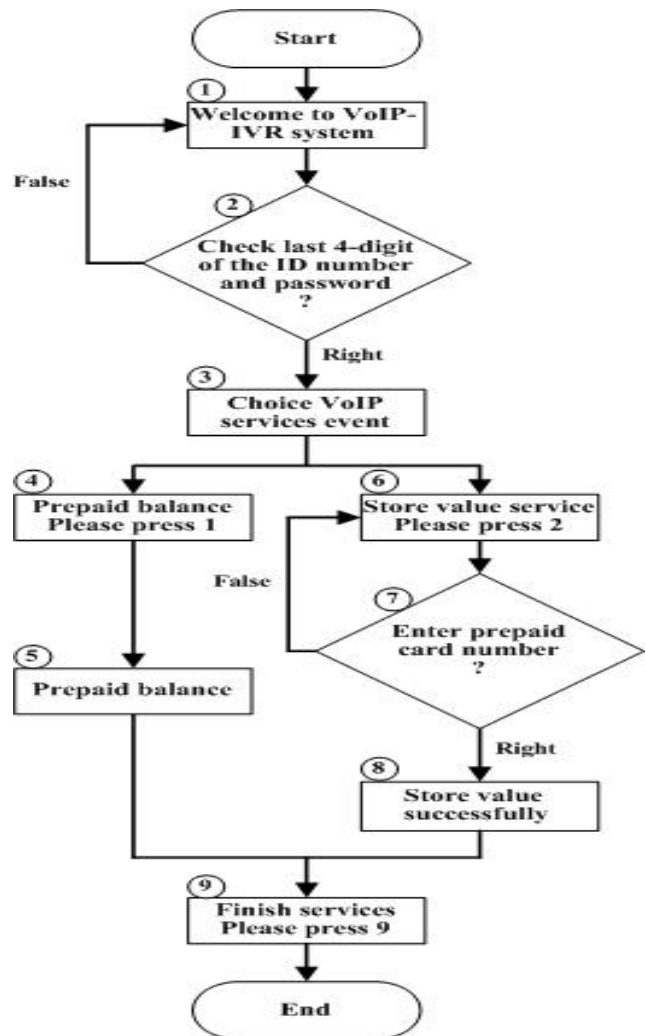 Start
1
Welcome to VoIP-
IVR system
False
2
Check last 4-digit
of the ID number
and password
?
Right
3
Choice VoIP
services event
4
Prepaid balance
Please press 1
6
Store value service
Please press 2
False
7
Enter prepaid
card number
?
5
Prepaid balance
Right
8
Store value
successfully
9
Finish services
Please press 9
End